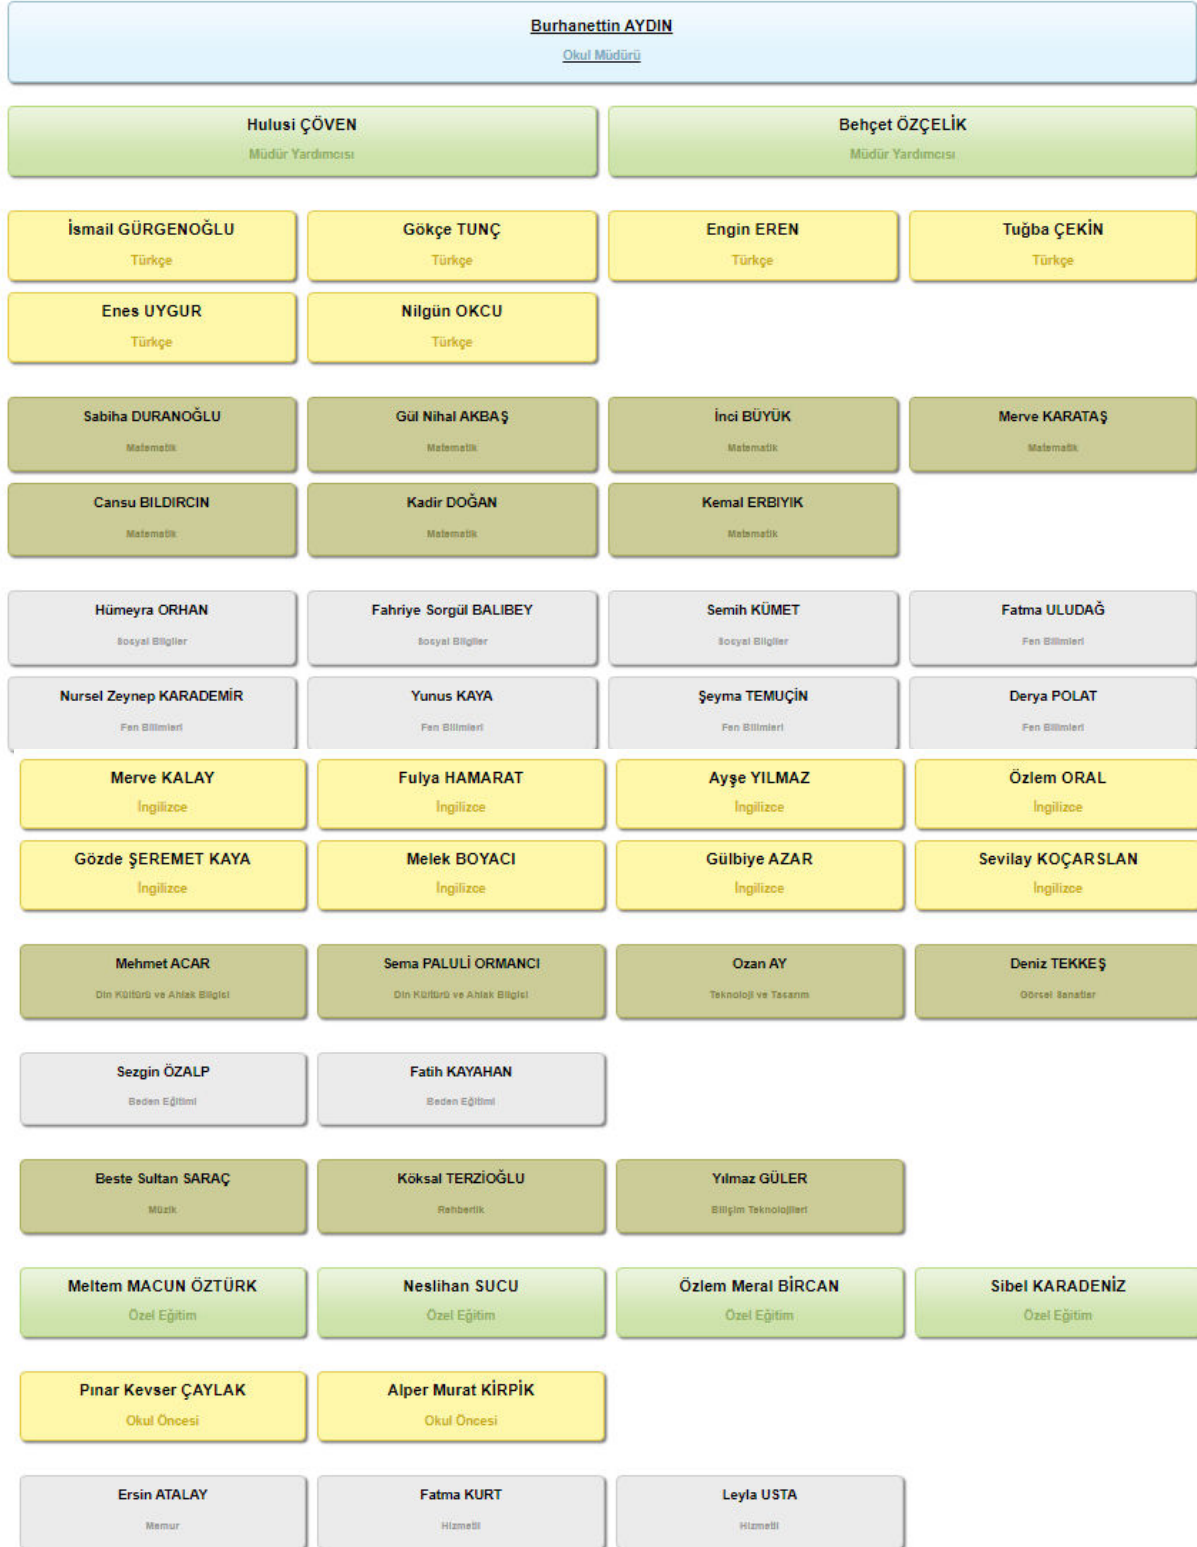 Burhanettin AYDIN
Okul Müdürü
Hulusi ÇÖVEN
Müdür Yardımcısı
Behçet ÖZÇELİK
Müdür Yardımcısı
İsmail GÜRGENOĞLU
Türkçe
Gökçe TUNÇ
Türkçe
Engin EREN
Türkçe
Tuğba ÇEKİN
Türkçe
Enes UYGUR
Türkçe
Nilgün OKCU
Türkçe
Sabiha DURANOĞLU
Matematik
Gül Nihal AKBAŞ
Matematik
İnci BÜYÜK
Matematik
Merve KARATAŞ
Matematik
Cansu BILDIRCIN
Matematik
Kadir DOĞAN
Matematik
Kemal ERBIYIK
Matematik
Hümeyra ORHAN
Sosyal Bilgiler
Fahriye Sorgül BALIBEY
Sosyal Bilgiler
Semih KÜMET
Sosyal Bilgiler
Fatma ULUDAĞ
Fen Bilimleri
Nursel Zeynep KARADEMİR
Fen Bilimleri
Yunus KAYA
Fen Bilimleri
Şeyma TEMUÇİN
Fen Bilimleri
Derya POLAT
Fen Bilimleri
Merve KALAY
İngilizce
Fulya HAMARAT
İngilizce
Ayşe YILMAZ
İngilizce
Özlem ORAL
İngilizce
Gözde ŞEREMET KAYA
İngilizce
Melek BOYACI
İngilizce
Gülbiye AZAR
İngilizce
Sevilay KOÇARSLAN
İngilizce
Mehmet ACAR
Din Kültürü ve Ahlak Bilgisi
Sema PALULİ ORMANCI
Din Kültürü ve Ahlak Bilgisi
Ozan AY
Teknoloji ve Tasarım
Deniz TEKKEŞ
Görsel Sanatlar
Sezgin ÖZALP
Beden Eğitimi
Fatih KAYAHAN
Beden Eğitimi
Beste Sultan SARAÇ
Müzik
Köksal TERZİOĞLU
Rehberlik
Yılmaz GÜLER
Bilişim Teknolojileri
Meltem MACUN ÖZTÜRK
Özel Eğitim
Neslihan SUCU
Özel Eğitim
Özlem Meral BİRCAN
Özel Eğitim
Sibel KARADENİZ
Özel Eğitim
Pınar Kevser ÇAYLAK
Okul Öncesi
Alper Murat KİRPİK
Okul Öncesi
Ersin ATALAY
Memur
Fatma KURT
Hizmetli
Leyla USTA
Hizmetli